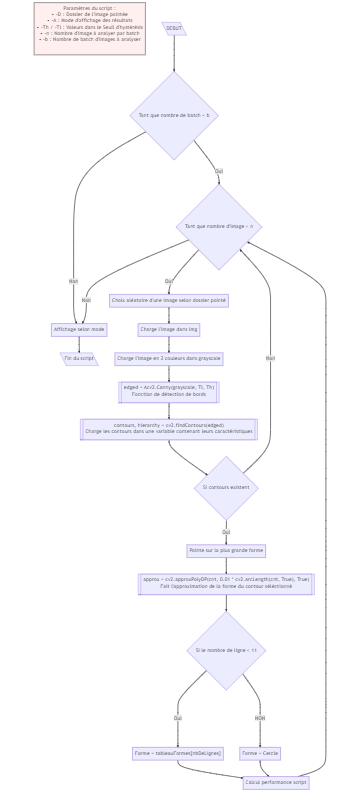 Paramètres du script :
• -D : Dossier de l'image pointée
• -A : Mode d'affichage des résultats
• -Th / -Tl : Valeurs dans le Seuil d'hystérésis
• -n : Nombre d'image à analyer par batch
• -b : Nombre de batch d'images à analyser
DEBUT
Tant que nombre de batch < b
Oui
Tant que nombre d'image < n
Non
Non
Oui
Choix aléatoire d'une image selon dossier pointé
Affichage selon mode
Charge l'image dans img
Fin du script
Charge l'image en 2 couleurs dans grayscale
Non
edged = Acv2.Canny(grayscale, Tl, Th)
Fonction de détection de bords
contours, hierarchy = cv2.findContours(edged)
Charge les contours dans une variable contenant leurs caractéristiques
Si contours existent
Oui
Pointe sur la plus grande forme
approx = cv2.approxPolyDP(cnt, 0.01 * cv2.arcLength(cnt, True), True)
Fait l'approximation de la forme du contour séléctionné
Si le nombre de ligne < 11
Oui
NON
Forme = tableauFormes[nbDeLignes]
Forme = Cercle
Calcul performance script